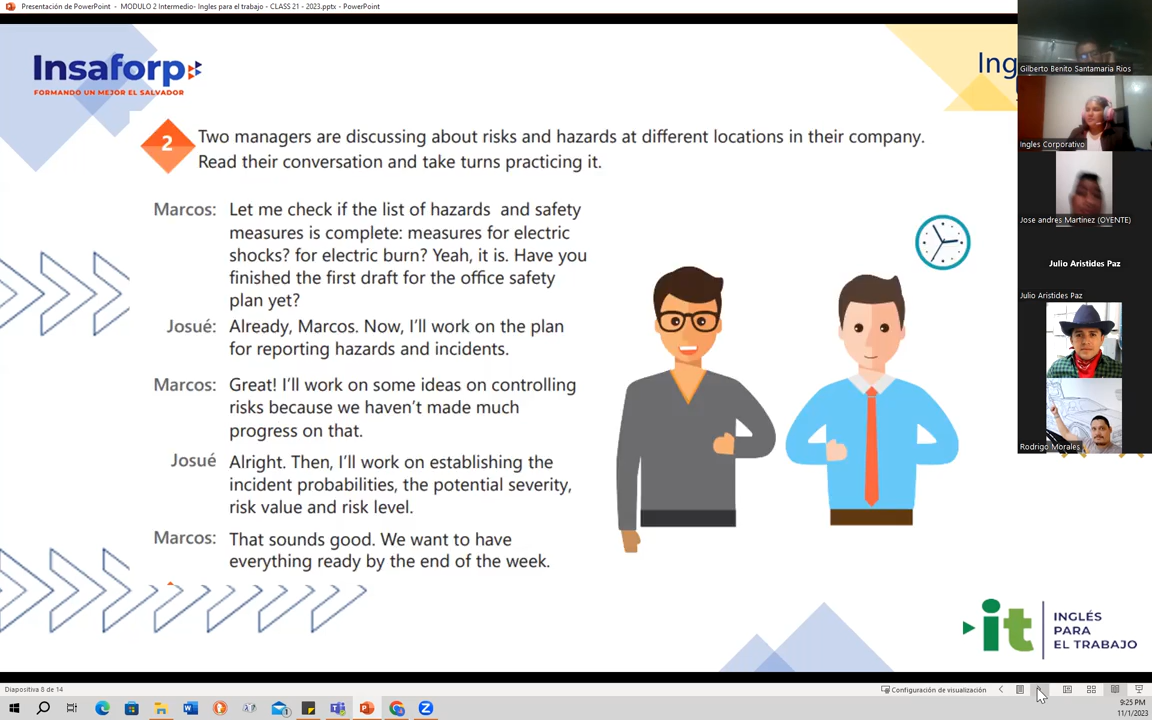 Presentación de PowerPoint - MODULO 2 Intermedio- Ingles para el trabajo - CLASS 21 - 2023.pptx - PowerPoint
Insaforp
FORMANDO UN MEJOR EL SALVADOR
Ing
2
Two managers are discussing about risks and hazards at different locations in their company.
Read their conversation and take turns practicing it.
Marcos: Let me check if the list of hazards and safety
measures is complete: measures for electric
shocks? for electric burn? Yeah, it is. Have you
finished the first draft for the office safety
plan yet?
Josué: Already, Marcos. Now, I'll work on the plan
for reporting hazards and incidents.
Marcos: Great! I'll work on some ideas on controlling
risks because we haven't made much
progress on that.
Josué Alright. Then, I'll work on establishing the
incident probabilities, the potential severity,
risk value and risk level.
Marcos: That sounds good. We want to have
everything ready by the end of the week.
Gilberto Benito Santamaria Rios
Ingles Corporativo
Jose andres Martinez (OYENTE)
Julio Aristides Paz
Julio Aristides Paz
Rodrigo Morales
it
INGLÉS
PARA
EL TRABAJO
Diapositiva 8 de 14
Configuración de visualización
9:25 PM
11/1/2023